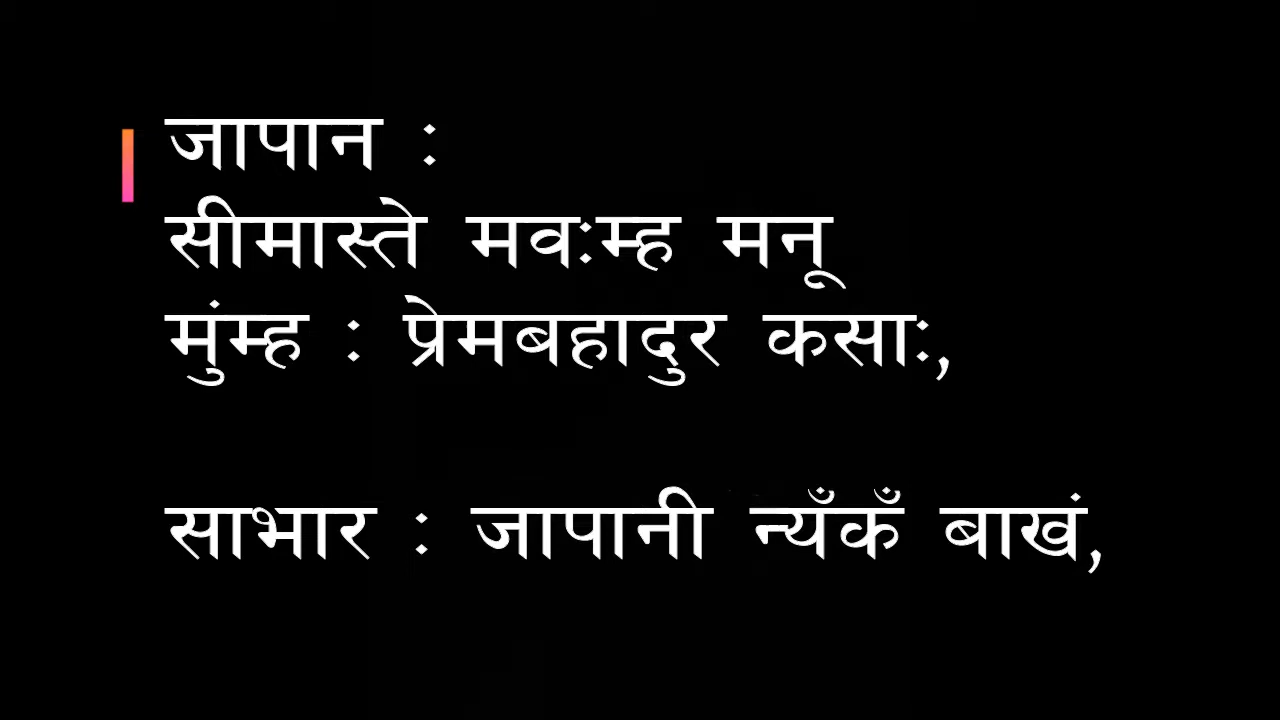 जापान :
सीमास्ते मवःम्ह मनू
मुंम्ह : प्रेमबहादुर कसाः,
साभार : जापानी न्यँकँ बाखं,